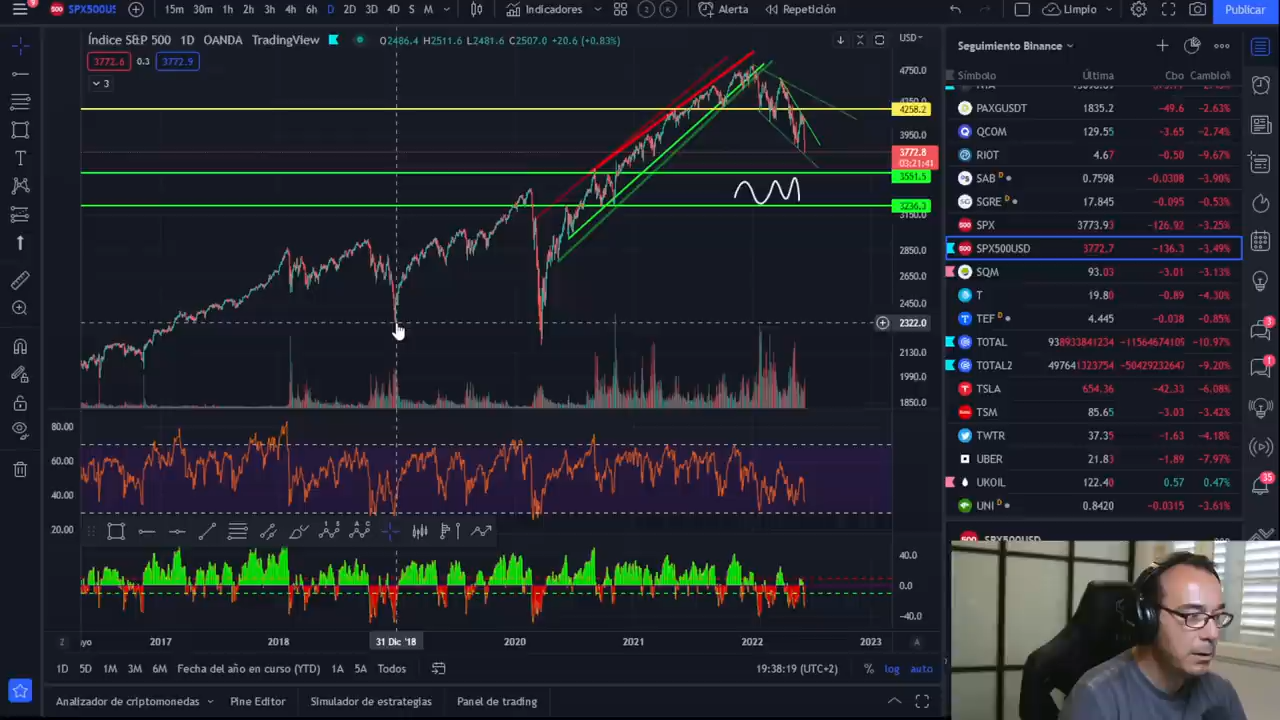 9
500 SPX500US 15m 30m 1h 2h 3h 4h 6h D 2D 3D 4D S M Indicadores 2 K Alerta Repetición Limpio Publicar
Índice S&P 500 1D OANDA TradingView O2486.4 H2511.6 L2481.6 C2507.0 +20.6 (+0.83%) USD
3772.6 0.3 3772.9
3
4750.0
4258.2
3950.0
3772.8
03:21:41
3551.5
3236.3
3150.0
2850.0
2650.0
2450.0
2322.0
2130.0
1990.0
1850.0
80.00
60.00
40.00
20.00
40.0
0.0
-40.0
Z 2017 2018 31 Dic '18 2020 2021 2022 2023 A
1D 5D 1M 3M 6M Fecha del año en curso (YTD) 1A 5A Todos 19:38:19 (UTC+2) % log auto
Analizador de criptomonedas Pine Editor Simulador de estrategias Panel de trading
Seguimiento Binance
Símbolo Última Cbo Cambio%
PAXGUSDT 1835.2 -49.6 -2.63%
QCOM 129.55 -3.65 -2.74%
RIOT 4.67 -0.50 -9.67%
SAB D 0.7598 -0.0308 -3.90%
SGRE D 17.845 -0.095 -0.53%
500 SPX 3773.93 -126.92 -3.25%
500 SPX500USD 3772.7 -136.3 -3.49%
SQM 93.03 -3.01 -3.13%
T 19.80 -0.89 -4.30%
TEF D 4.445 -0.038 -0.85%
TOTAL 938933841234 -11564674109 -10.97%
TOTAL2 497641323754 -50429232647 -9.20%
TSLA 654.36 -42.33 -6.08%
TSM 85.65 -3.03 -3.42%
TWTR 37.35 -1.63 -4.18%
UBER 21.83 -1.89 -7.97%
UKOIL 122.40 0.57 0.47%
UNI D 0.8420 -0.0315 -3.61%
SPX500USD
3
1
35